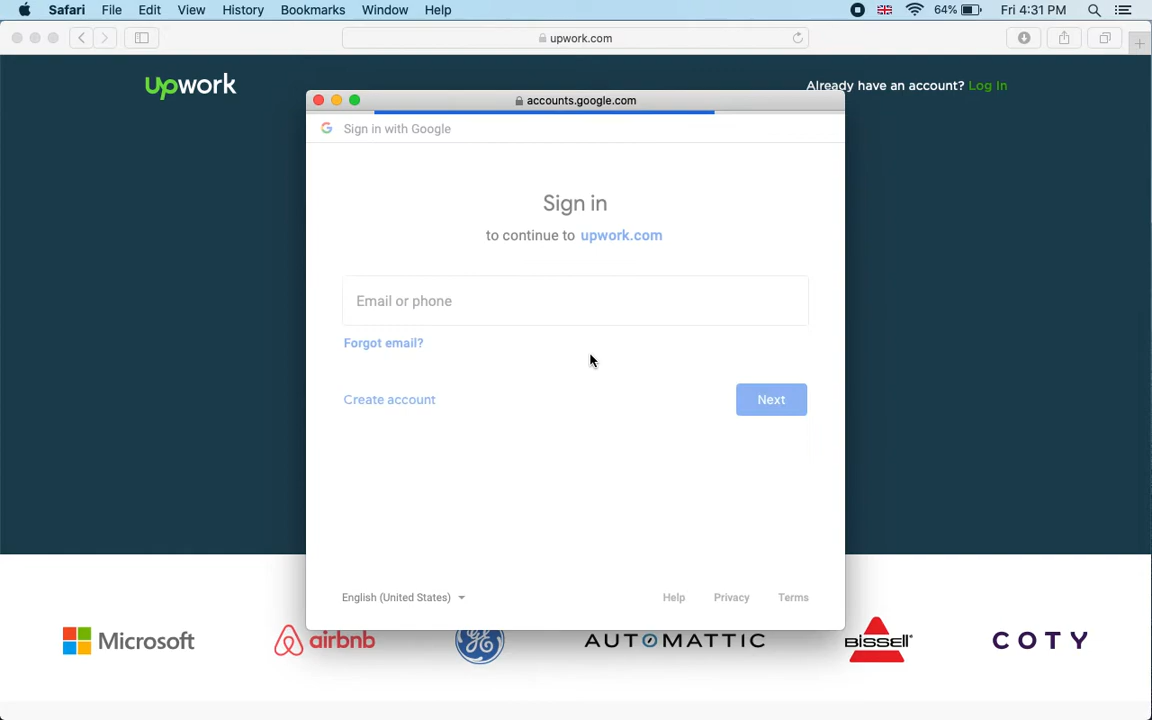 Safari File Edit View History Bookmarks Window Help 64% Fri 4:31 PM
upwork.com
upwork
Already have an account? Log In
accounts.google.com
Sign in with Google
Sign in
to continue to upwork.com
Email or phone
Forgot email?
Create account
Next
English (United States)
Help Privacy Terms
Microsoft airbnb GE AUTOMATTIC BISSELL COTY